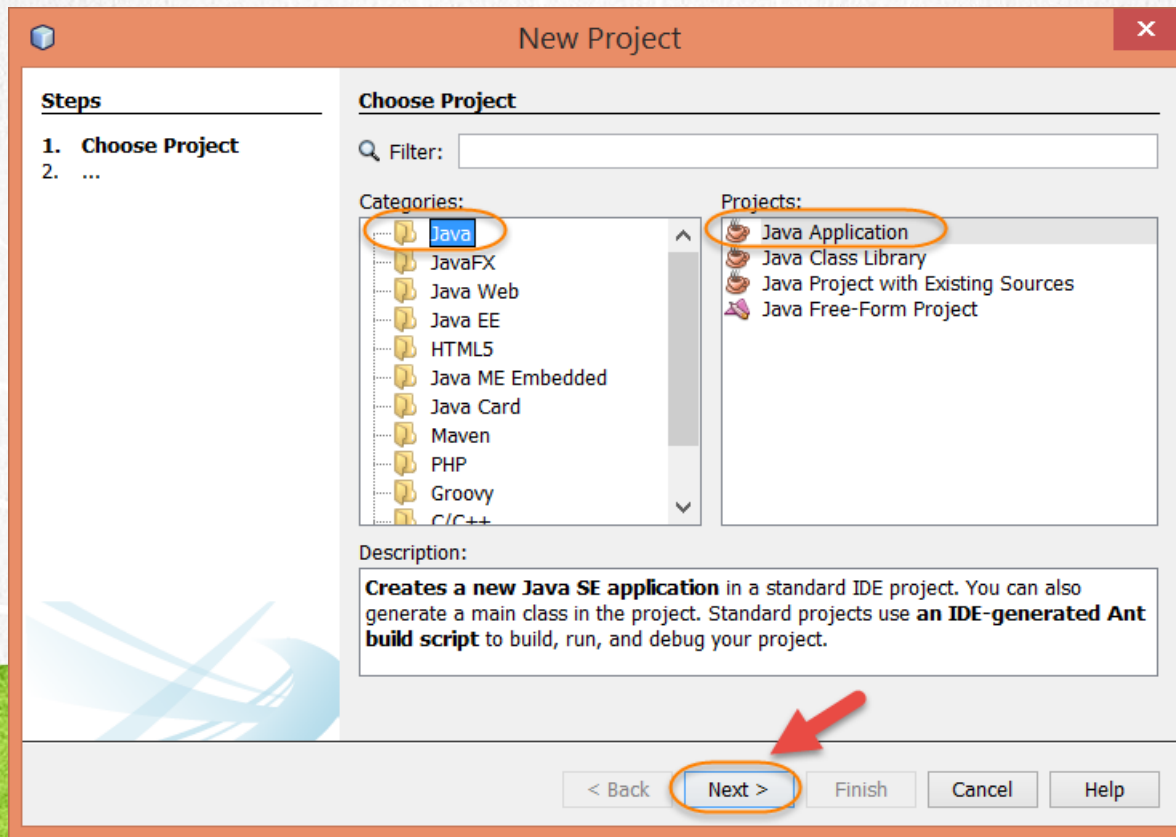 New Project
Steps
1. Choose Project
2. ...
Choose Project
Filter:
Categories:
Java
JavaFX
Java Web
Java EE
HTML5
Java ME Embedded
Java Card
Maven
PHP
Groovy
C/C++
Projects:
Java Application
Java Class Library
Java Project with Existing Sources
Java Free-Form Project
Description:
Creates a new Java SE application in a standard IDE project. You can also
generate a main class in the project. Standard projects use an IDE-generated Ant
build script to build, run, and debug your project.
< Back
Next >
Finish
Cancel
Help